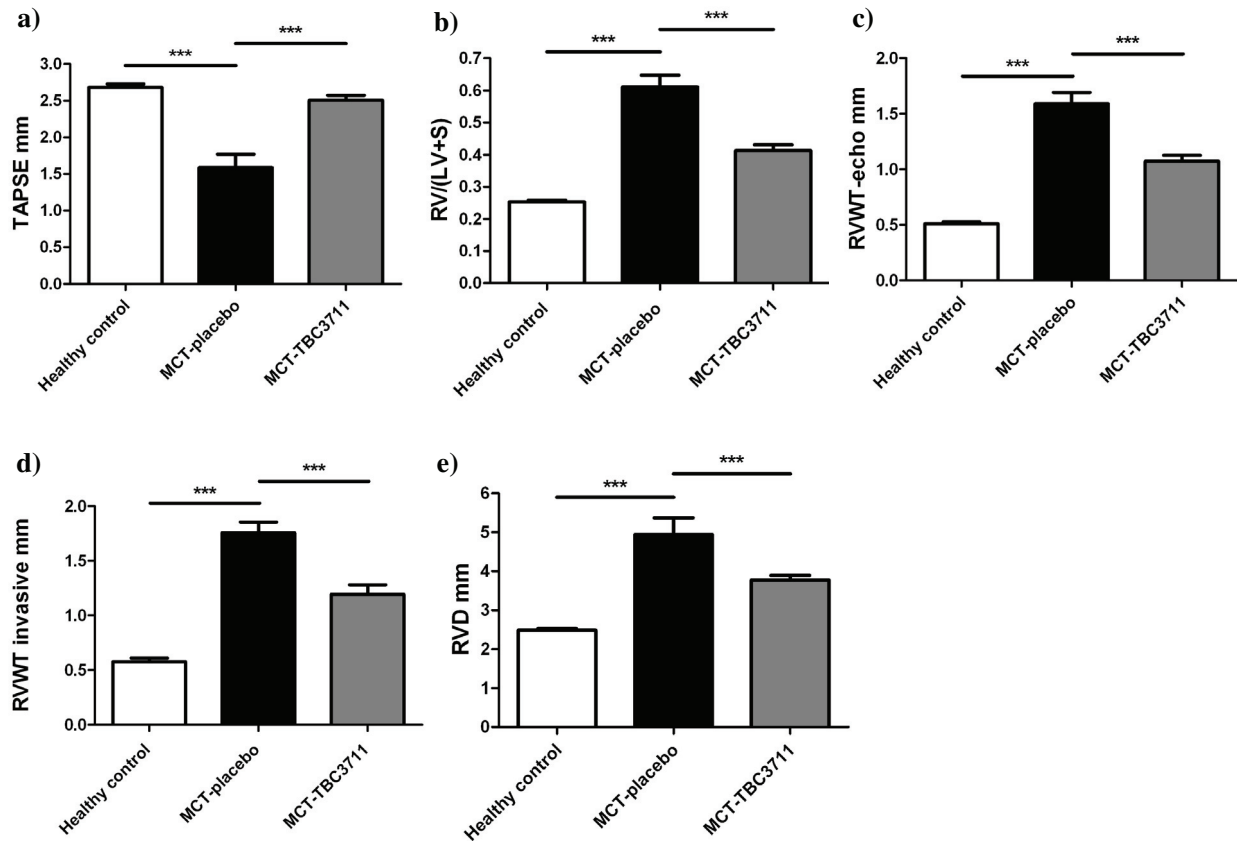 a)
***
***
TAPSE mm
3.0
2.5
2.0
1.5
1.0
0.5
0.0
Healthy control
MCT-placebo
MCT-TBC3711
b)
***
***
RV/(LV+S)
0.7
0.6
0.5
0.4
0.3
0.2
0.1
0.0
Healthy control
MCT-placebo
MCT-TBC3711
c)
***
***
RVWT-echo mm
2.0
1.5
1.0
0.5
0.0
Healthy control
MCT-placebo
MCT-TBC3711
d)
***
***
RVWT invasive mm
2.0
1.5
1.0
0.5
0.0
Healthy control
MCT-placebo
MCT-TBC3711
e)
***
***
RVD mm
6
5
4
3
2
1
0
Healthy control
MCT-placebo
MCT-TBC3711